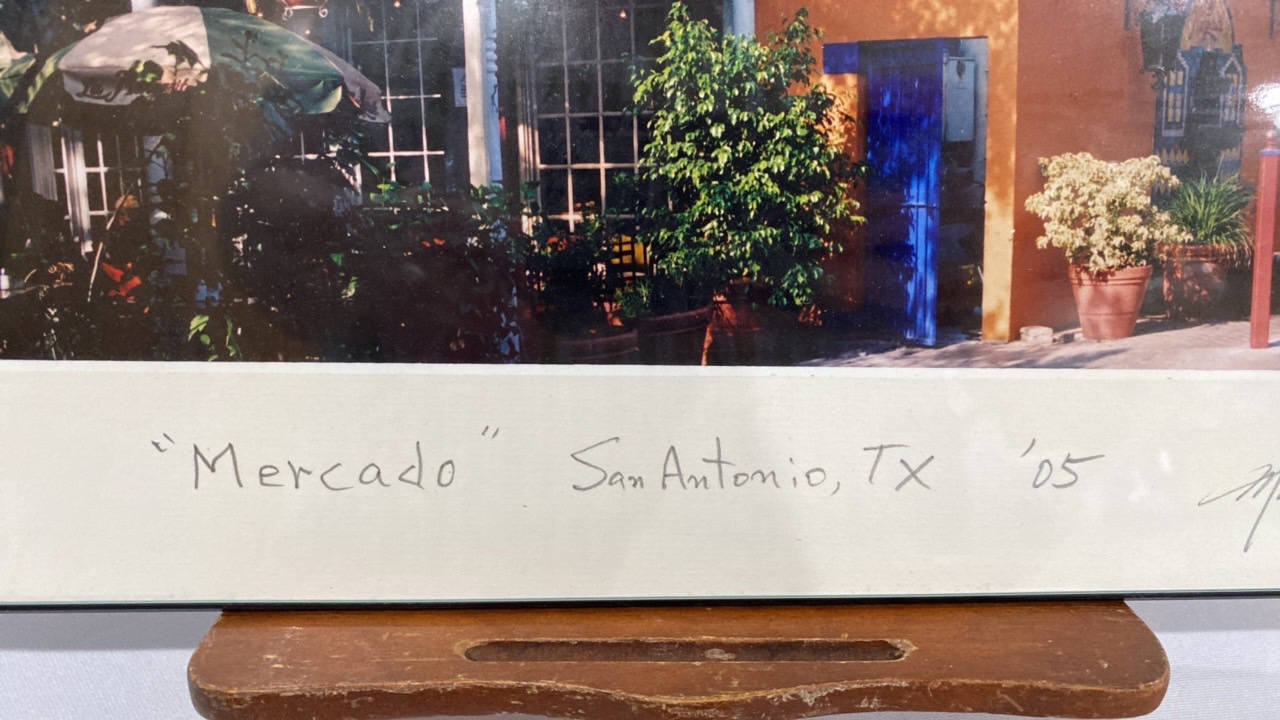 "Mercado" San Antonio, TX '05